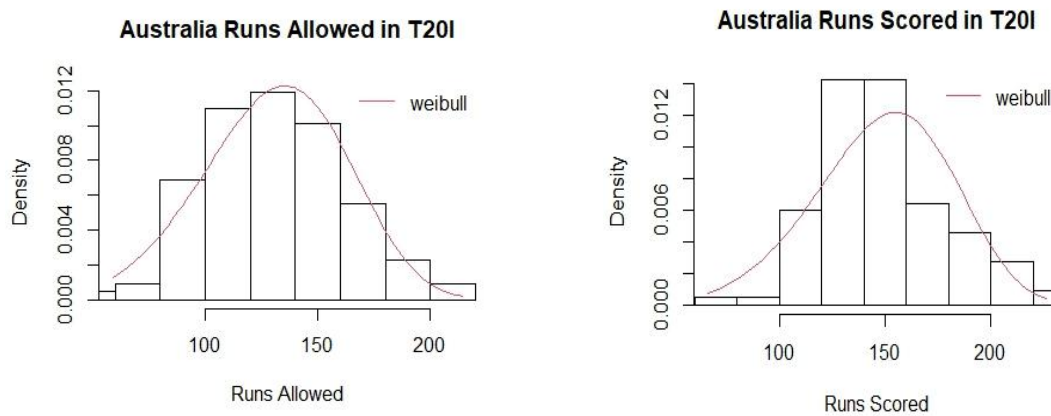 Australia Runs Allowed in T20I
weibull
Density
0.000 0.004 0.008 0.012
100 150 200
Runs Allowed
Australia Runs Scored in T20I
weibull
Density
0.000 0.006 0.012
100 150 200
Runs Scored